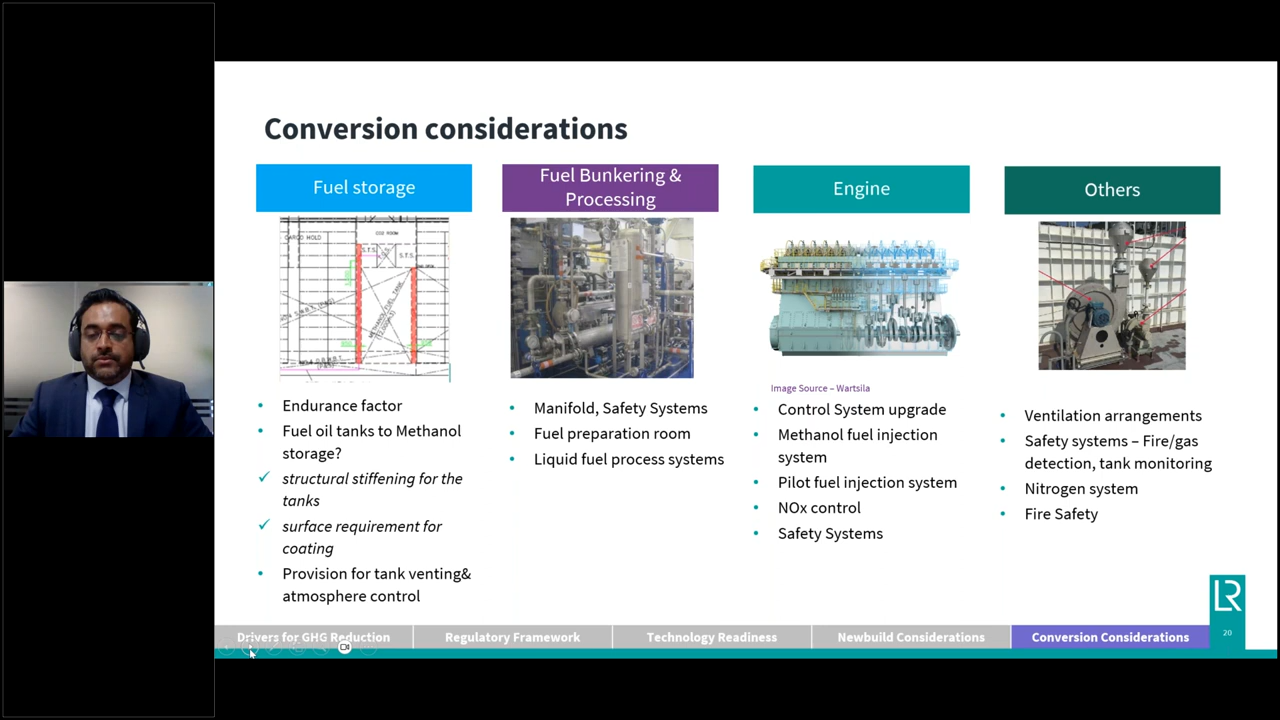 Conversion considerations
Fuel storage
CARGO HOLD
ROOM
S.T.S.
S.T.S.
Endurance factor
Fuel oil tanks to Methanol
storage?
structural stiffening for the
tanks
surface requirement for
coating
Provision for tank venting&
atmosphere control
Fuel Bunkering &
Processing
Manifold, Safety Systems
Fuel preparation room
Liquid fuel process systems
Engine
Image Source – Wartsila
Control System upgrade
Methanol fuel injection
system
Pilot fuel injection system
NOx control
Safety Systems
Others
Ventilation arrangements
Safety systems – Fire/gas
detection, tank monitoring
Nitrogen system
Fire Safety
LR
20
Drivers for GHG Reduction
Regulatory Framework
Technology Readiness
Newbuild Considerations
Conversion Considerations